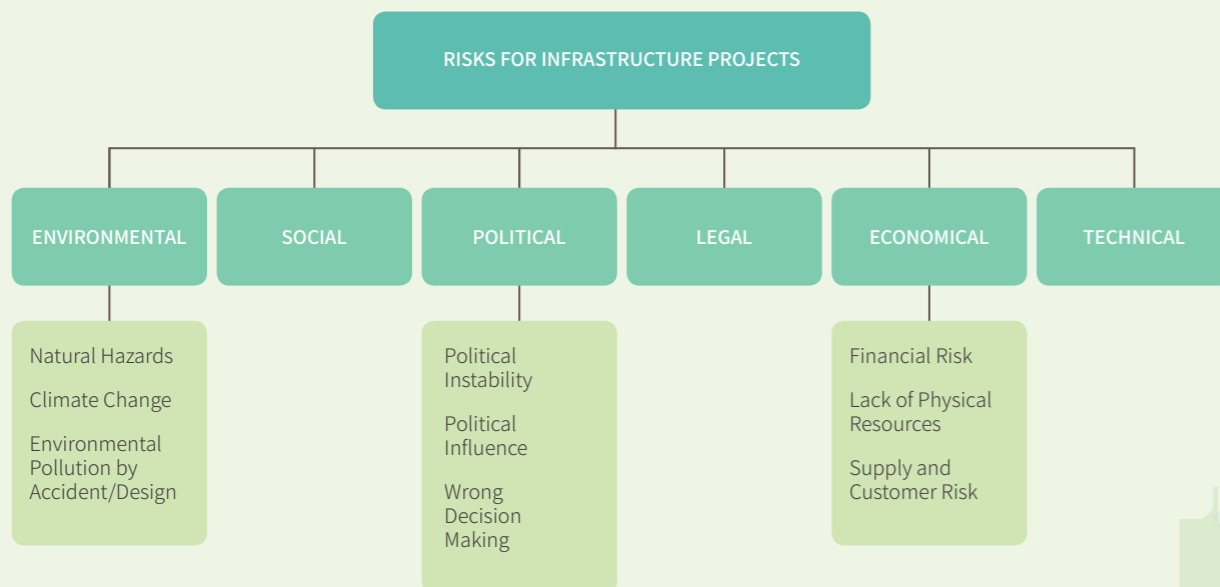 RISKS FOR INFRASTRUCTURE PROJECTS
ENVIRONMENTAL
SOCIAL
POLITICAL
LEGAL
ECONOMICAL
TECHNICAL
Natural Hazards
Climate Change
Environmental
Pollution by
Accident/Design
Political
Instability
Political
Influence
Wrong
Decision
Making
Financial Risk
Lack of Physical
Resources
Supply and
Customer Risk